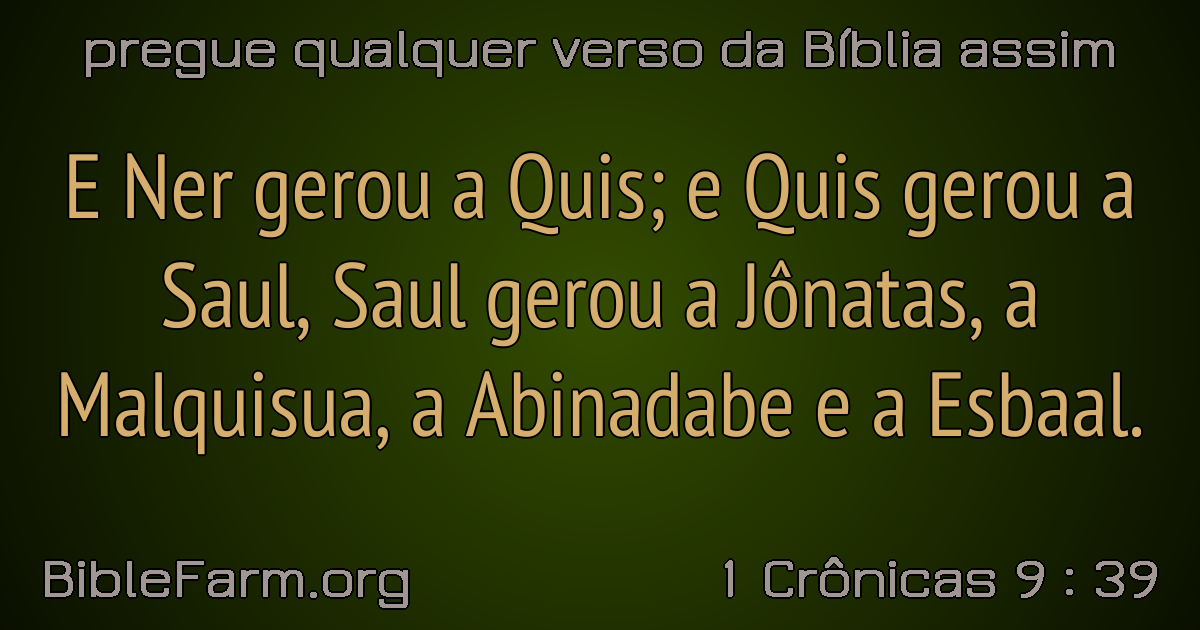 pregue qualquer verso da Bíblia assim
E Ner gerou a Quis; e Quis gerou a
Saul, Saul gerou a Jônatas, a
Malquisua, a Abinadabe e a Esbaal.
BibleFarm.org
1 Crônicas 9 : 39